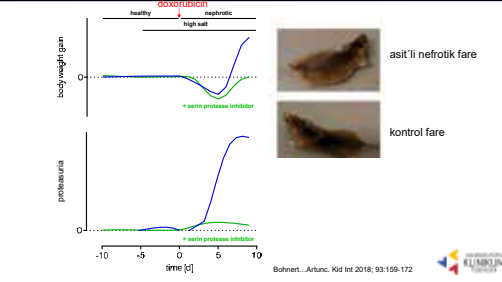 doxorubicin
healthy
nephrotic
high salt
body weight gain
0
+ serin protease inhibitor
proteasuria
0
+ serin protease inhibitor
-10
-5
0
5
10
time [d]
asit´li nefrotik fare
kontrol fare
Bohnert...Artunc. Kid Int 2018; 93:159-172